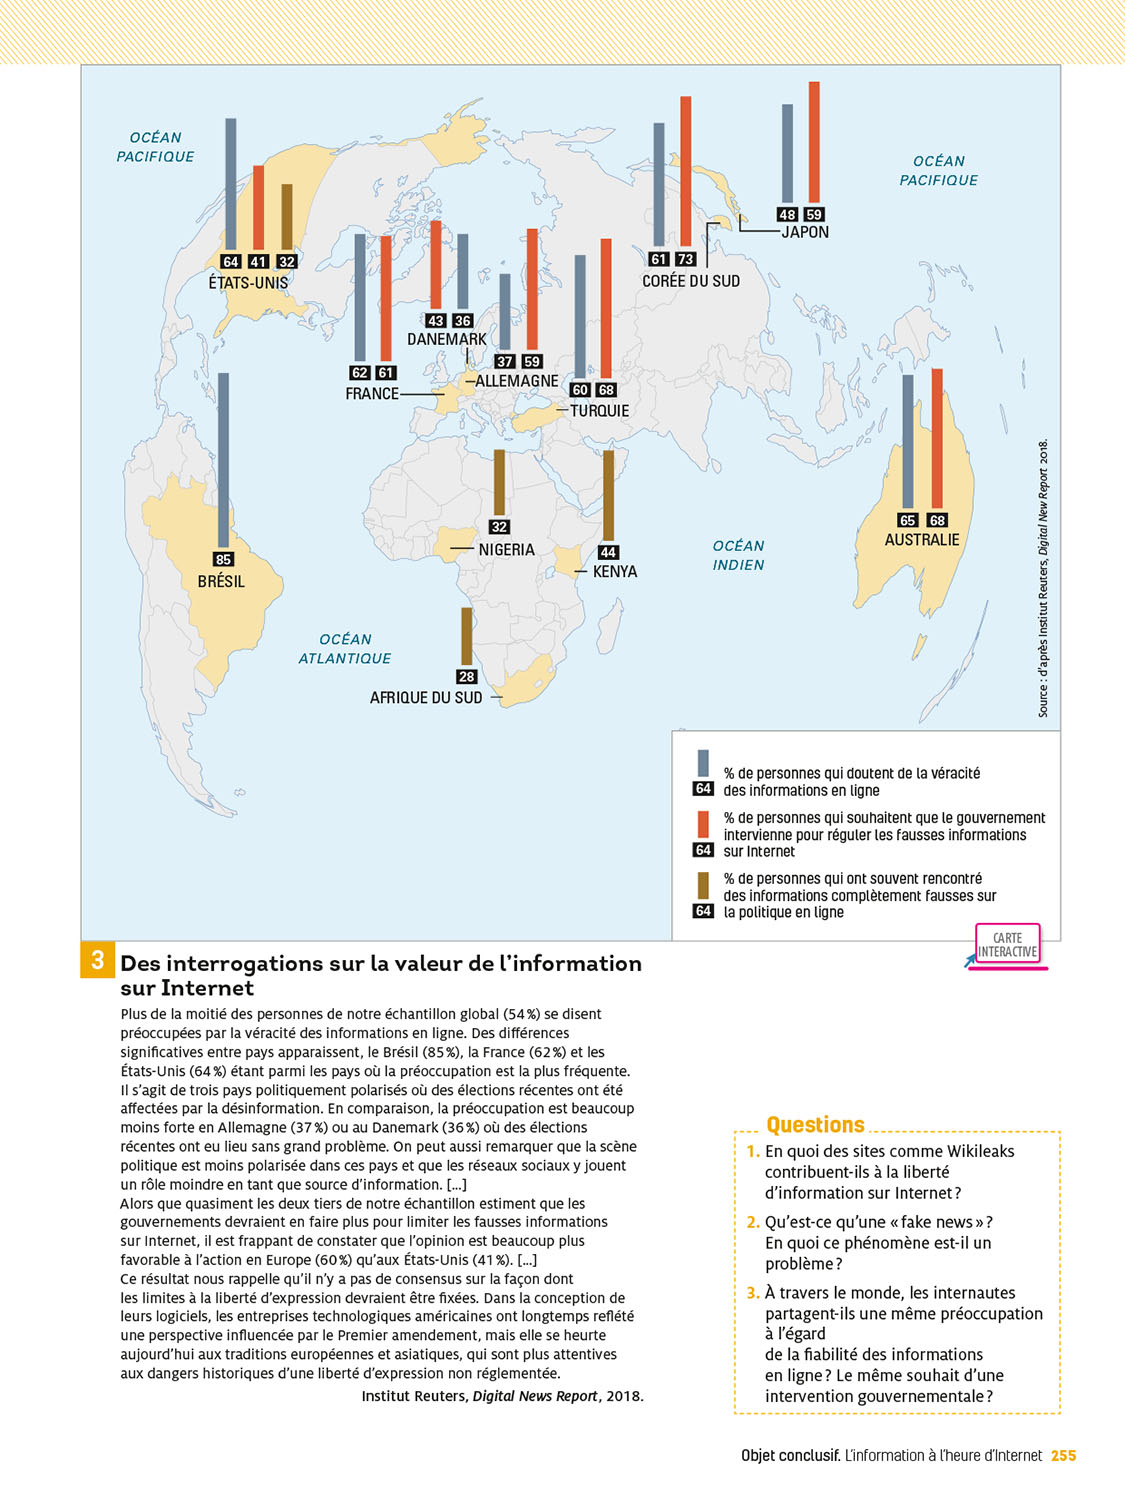 OCÉAN
PACIFIQUE
OCÉAN
PACIFIQUE
64 41 32
ÉTATS-UNIS
48 59
JAPON
61 73
CORÉE DU SUD
43 36
DANEMARK
62 61
FRANCE
37 59
ALLEMAGNE
60 68
TURQUIE
85
BRÉSIL
32
NIGERIA
44
KENYA
28
AFRIQUE DU SUD
65 68
AUSTRALIE
OCÉAN
INDIEN
OCÉAN
ATLANTIQUE
Source : d'après Institut Reuters, Digital New Report 2018.
% de personnes qui doutent de la véracité
64 des informations en ligne
% de personnes qui souhaitent que le gouvernement
intervienne pour réguler les fausses informations
64 sur Internet
% de personnes qui ont souvent rencontré
des informations complètement fausses sur
64 la politique en ligne
CARTE
INTERACTIVE
3 Des interrogations sur la valeur de l'information
sur Internet
Plus de la moitié des personnes de notre échantillon global (54 %) se disent
préoccupées par la véracité des informations en ligne. Des différences
significatives entre pays apparaissent, le Brésil (85 %), la France (62 %) et les
États-Unis (64 %) étant parmi les pays où la préoccupation est la plus fréquente.
Il s'agit de trois pays politiquement polarisés où des élections récentes ont été
affectées par la désinformation. En comparaison, la préoccupation est beaucoup
moins forte en Allemagne (37 %) ou au Danemark (36 %) où des élections
récentes ont eu lieu sans grand problème. On peut aussi remarquer que la scène
politique est moins polarisée dans ces pays et que les réseaux sociaux y jouent
un rôle moindre en tant que source d'information. [...]
Alors que quasiment les deux tiers de notre échantillon estiment que les
gouvernements devraient en faire plus pour limiter les fausses informations
sur Internet, il est frappant de constater que l'opinion est beaucoup plus
favorable à l'action en Europe (60 %) qu'aux États-Unis (41 %). [...]
Ce résultat nous rappelle qu'il n'y a pas de consensus sur la façon dont
les limites à la liberté d'expression devraient être fixées. Dans la conception de
leurs logiciels, les entreprises technologiques américaines ont longtemps reflété
une perspective influencée par le Premier amendement, mais elle se heurte
aujourd'hui aux traditions européennes et asiatiques, qui sont plus attentives
aux dangers historiques d'une liberté d'expression non réglementée.
Institut Reuters, Digital News Report, 2018.
Questions
1. En quoi des sites comme Wikileaks
contribuent-ils à la liberté
d'information sur Internet ?
2. Qu'est-ce qu'une « fake news » ?
En quoi ce phénomène est-il un
problème ?
3. À travers le monde, les internautes
partagent-ils une même préoccupation
à l'égard
de la fiabilité des informations
en ligne ? Le même souhait d'une
intervention gouvernementale ?
Objet conclusif. L'information à l'heure d'Internet 255